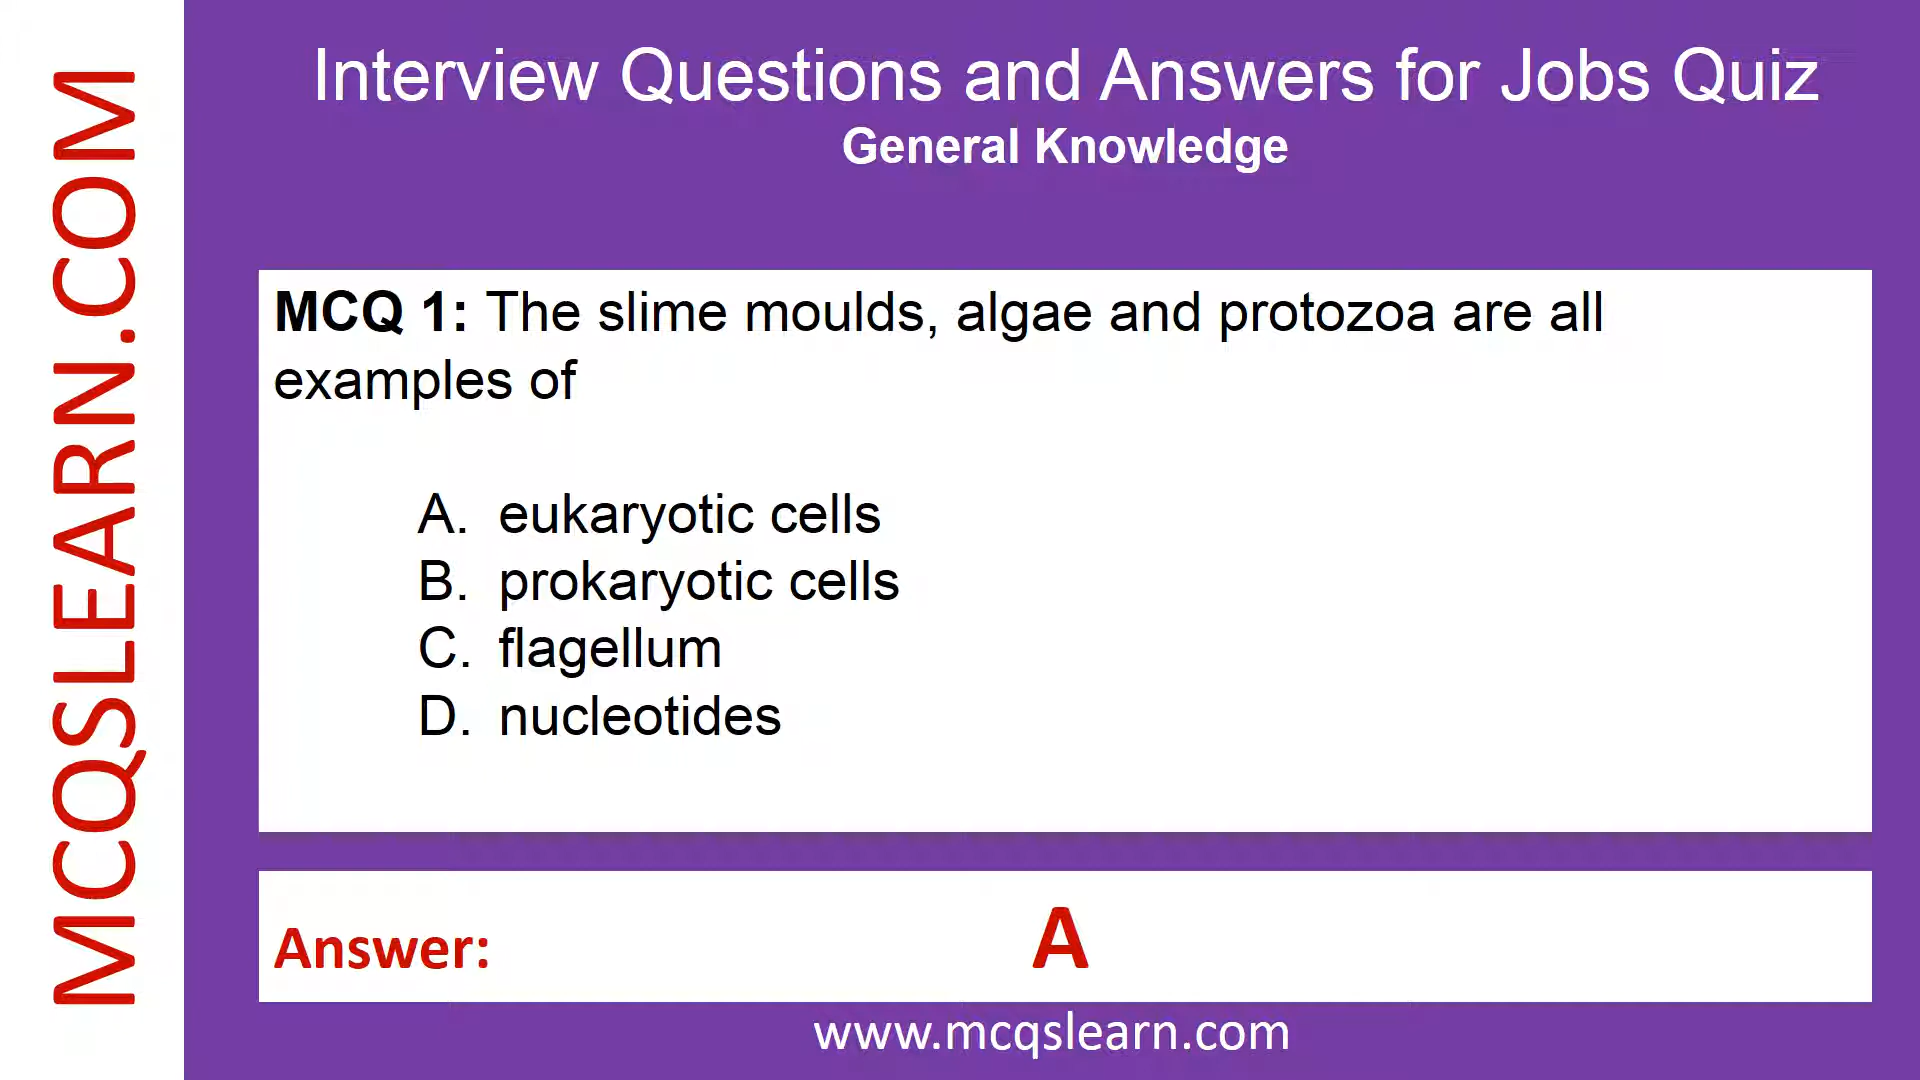 MCQSLEARN.COM
Interview Questions and Answers for Jobs Quiz
General Knowledge
MCQ 1: The slime moulds, algae and protozoa are all
examples of
A. eukaryotic cells
B. prokaryotic cells
C. flagellum
D. nucleotides
Answer: A
www.mcqslearn.com